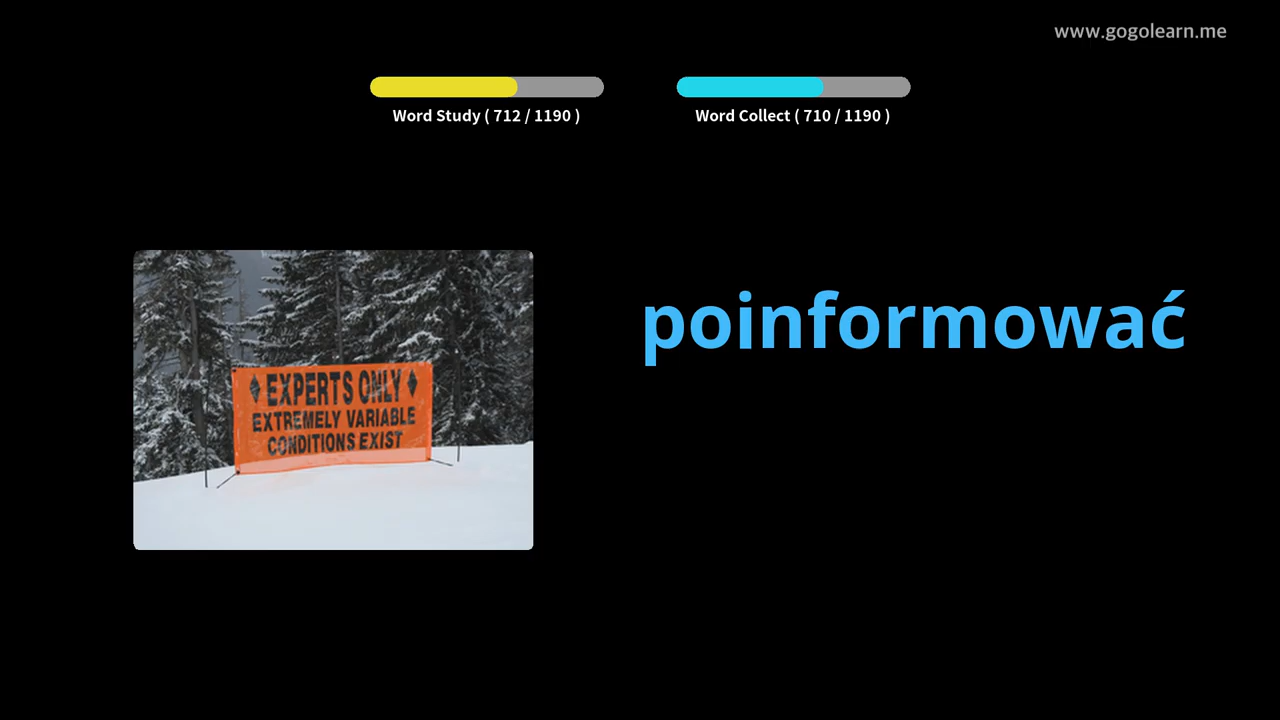 www.gogolearn.me
Word Study ( 712 / 1190 )
Word Collect ( 710 / 1190 )
poinformować
EXPERTS ONLY
EXTREMELY VARIABLE
CONDITIONS EXIST